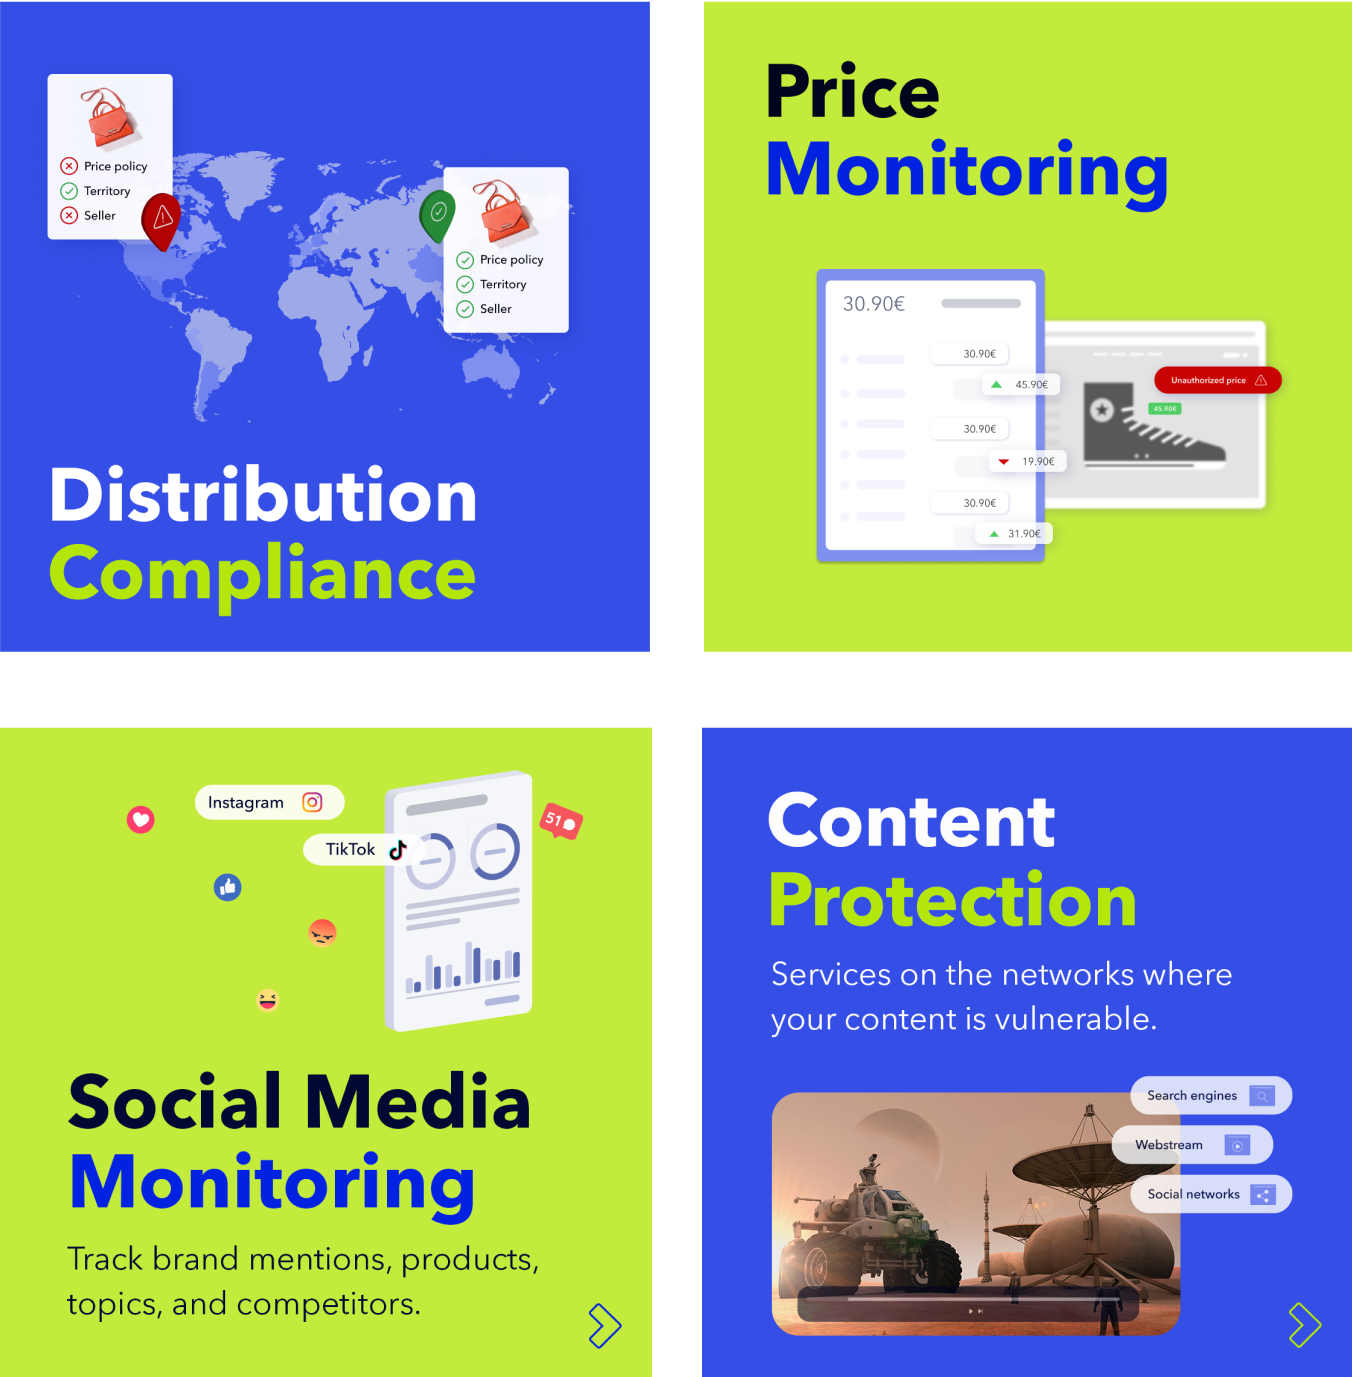 Price policy
Territory
Seller
Price policy
Territory
Seller
Distribution
Compliance
Price
Monitoring
30.90€
30.90€
45.90€
30.90€
19.90€
30.90€
31.90€
Unauthorized price
45.90€
Instagram
TikTok
51
Social Media
Monitoring
Track brand mentions, products,
topics, and competitors.
Content
Protection
Services on the networks where
your content is vulnerable.
Search engines
Webstream
Social networks